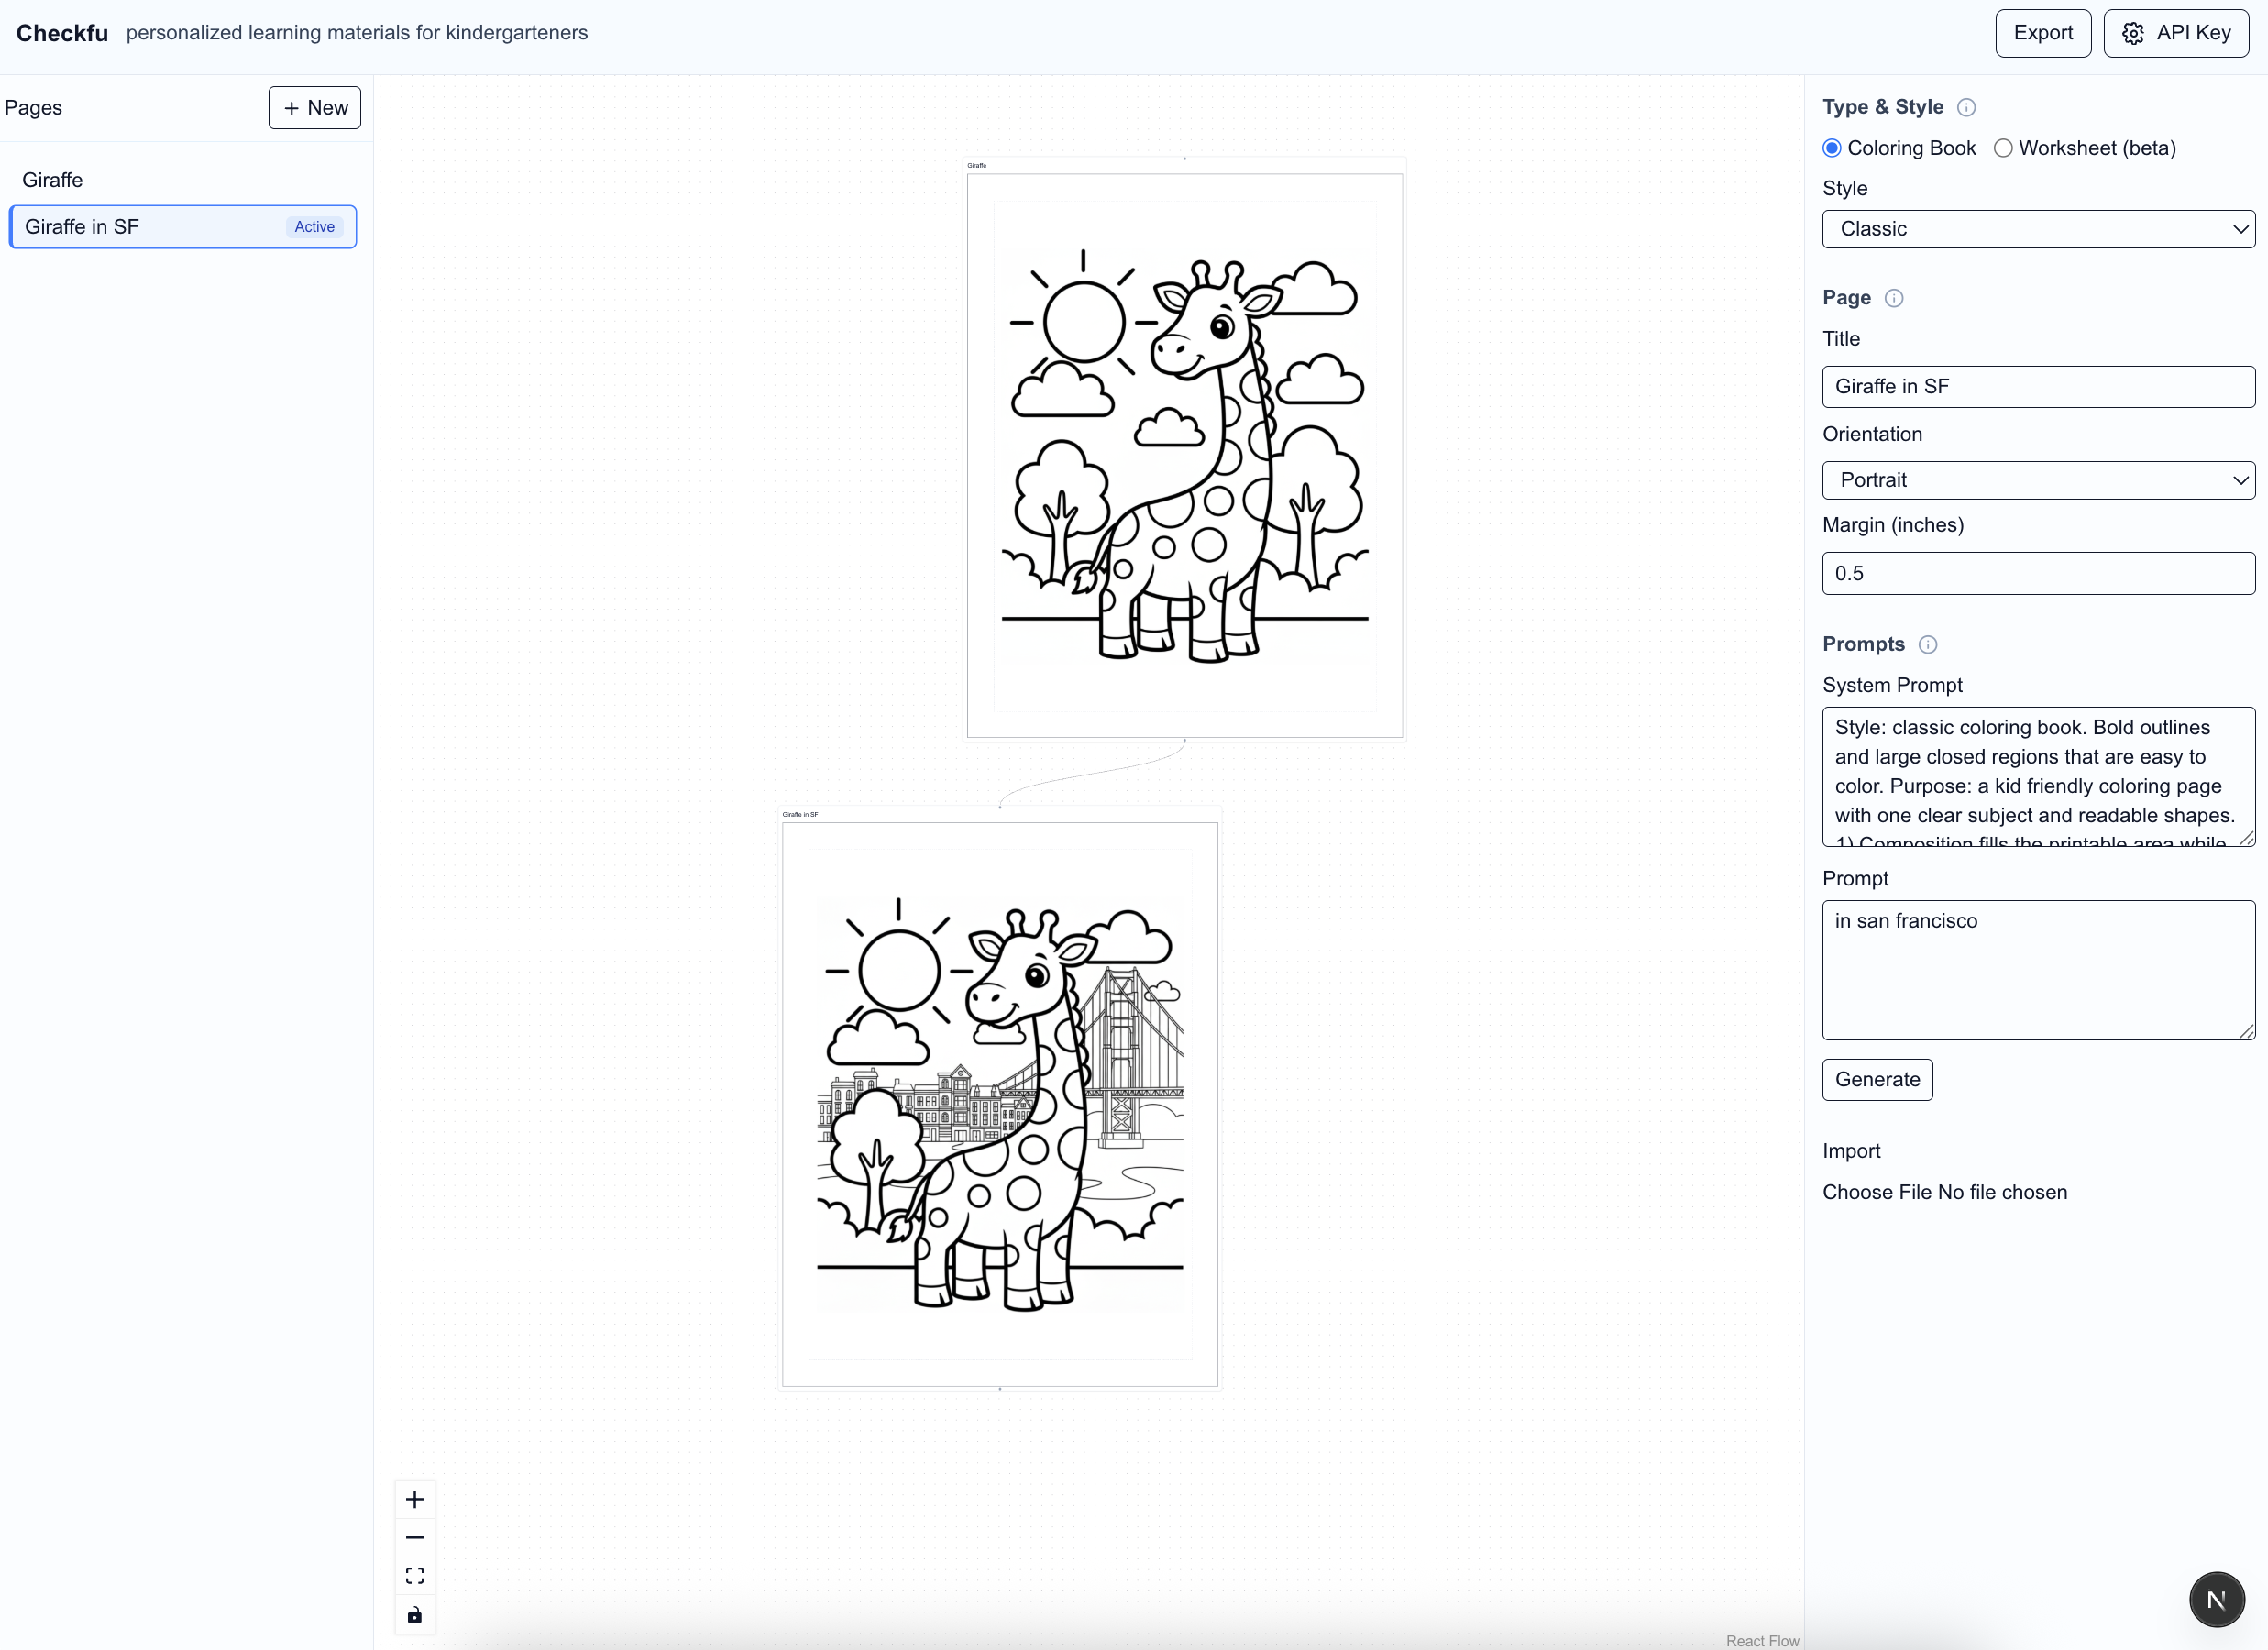 Checkfu personalized learning materials for kindergarteners
Export
API Key
Pages
New
Giraffe
Giraffe in SF
Active
Giraffe
Giraffe in SF
React Flow
Type & Style
Coloring Book
Worksheet (beta)
Style
Classic
Page
Title
Giraffe in SF
Orientation
Portrait
Margin (inches)
0.5
Prompts
System Prompt
Style: classic coloring book. Bold outlines
and large closed regions that are easy to
color. Purpose: a kid friendly coloring page
with one clear subject and readable shapes.
1) Composition fills the printable area while
Prompt
in san francisco
Generate
Import
Choose File No file chosen
N